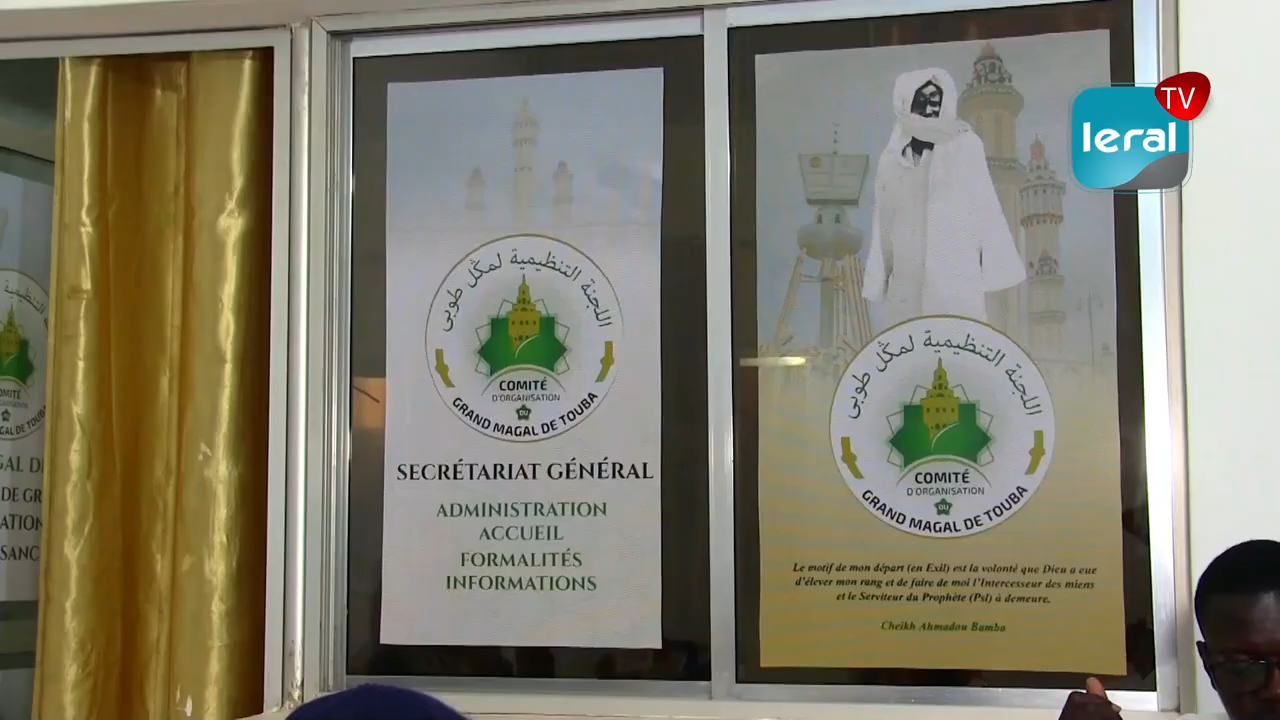 TV
leral
اللجنة التنظيمية لمگل طوبى
COMITÉ
D'ORGANISATION
DU
GRAND MAGAL DE TOUBA
SECRÉTARIAT GÉNÉRAL
ADMINISTRATION
ACCUEIL
FORMALITÉS
INFORMATIONS
اللجنة التنظيمية لمگل طوبى
COMITÉ
D'ORGANISATION
DU
GRAND MAGAL DE TOUBA
Le motif de mon départ (en Exil) est la volonté que Dieu a eue
d'élever mon rang et de faire de moi l'Intercesseur des miens
et le Serviteur du Prophète (Psl) à demeure.
Cheikh Ahmadou Bamba